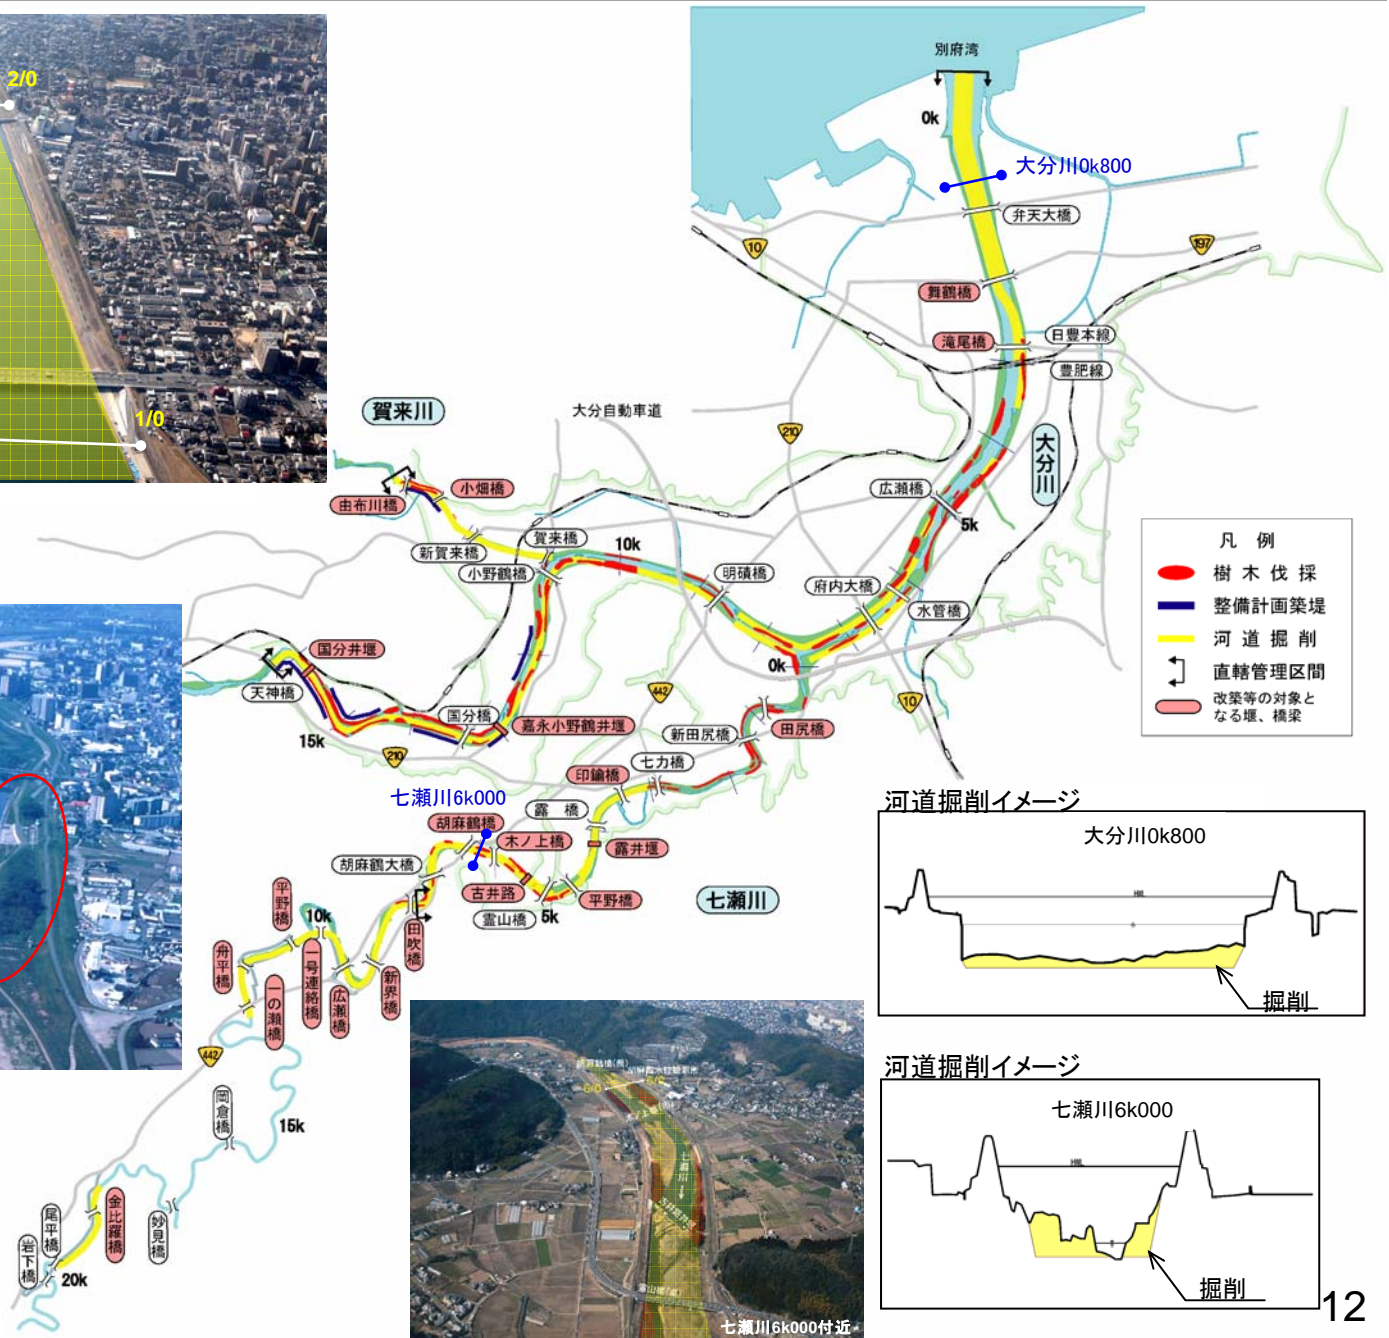 2/0
1/0
別府湾
0k
大分川0k800
弁天大橋
10
197
舞鶴橋
滝尾橋
日豊本線
豊肥線
賀来川
大分自動車道
210
大分川
広瀬橋
5k
小畑橋
由布川橋
新賀来橋
賀来橋
小野鶴橋
10k
明磧橋
府内大橋
水管橋
凡 例
樹木伐採
整備計画築堤
河道掘削
直轄管理区間
改築等の対象と
なる堰、橋梁
国分井堰
天神橋
国分橋
嘉永小野鶴井堰
15k
210
0k
442
10
新田尻橋
田尻橋
七力橋
印鑰橋
七瀬川6k000
胡麻鶴橋
露 橋
木ノ上橋
露井堰
胡麻鶴大橋
古井路
平野橋
霊山橋
5k
七瀬川
田吹橋
平野橋
10k
舟平橋
一の瀬橋
一号連絡橋
広瀬橋
新界橋
442
岡倉橋
15k
金比羅橋
妙見橋
尾平橋
岩下橋
20k
河道掘削イメージ
大分川0k800
掘削
河道掘削イメージ
七瀬川6k000
掘削
6/0
6/0
七瀬川
七瀬川6k000付近
12